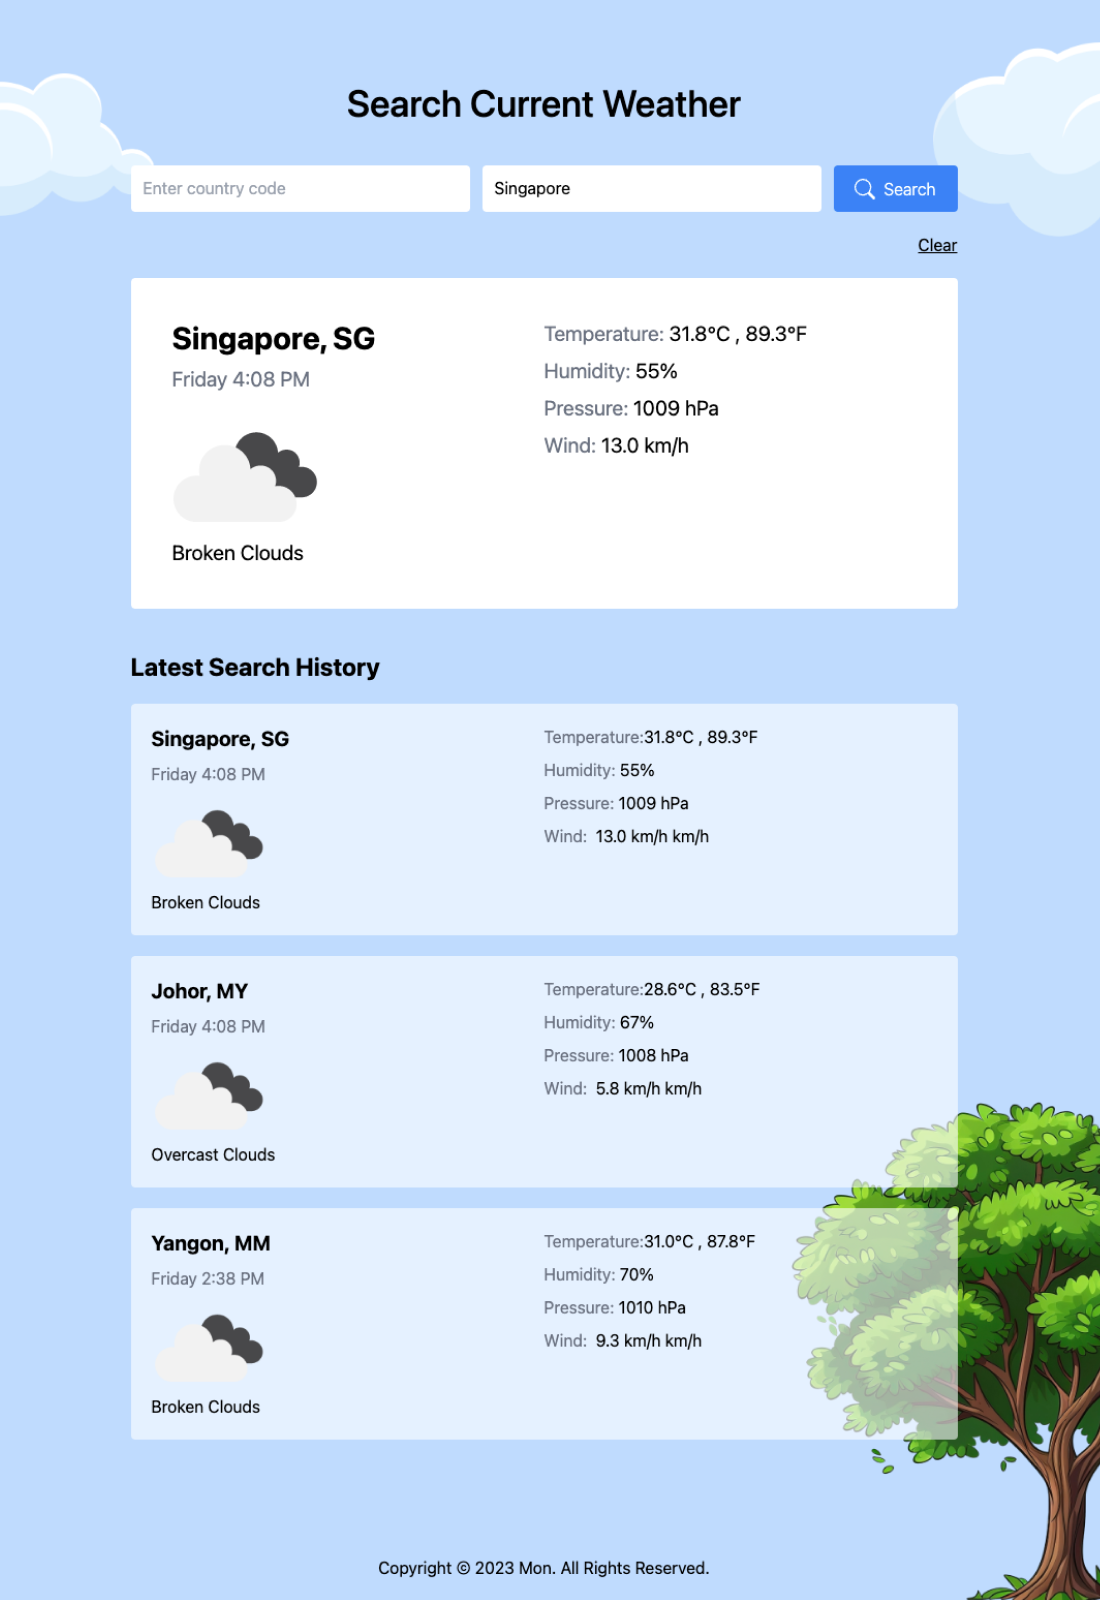 Search Current Weather
Enter country code
Singapore
Search
Clear
Singapore, SG
Friday 4:08 PM
Broken Clouds
Temperature: 31.8°C , 89.3°F
Humidity: 55%
Pressure: 1009 hPa
Wind: 13.0 km/h
Latest Search History
Singapore, SG
Friday 4:08 PM
Broken Clouds
Temperature:31.8°C , 89.3°F
Humidity: 55%
Pressure: 1009 hPa
Wind: 13.0 km/h km/h
Johor, MY
Friday 4:08 PM
Overcast Clouds
Temperature:28.6°C , 83.5°F
Humidity: 67%
Pressure: 1008 hPa
Wind: 5.8 km/h km/h
Yangon, MM
Friday 2:38 PM
Broken Clouds
Temperature:31.0°C , 87.8°F
Humidity: 70%
Pressure: 1010 hPa
Wind: 9.3 km/h km/h
Copyright © 2023 Mon. All Rights Reserved.